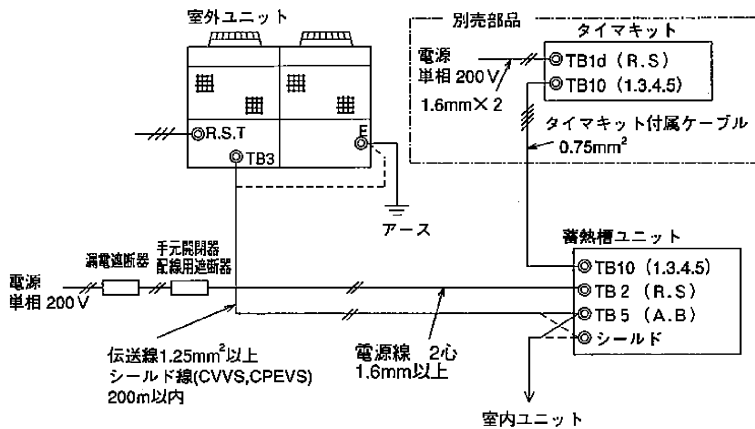 室外ユニット
R.S.T
TB3
E
アース
別売部品
タイマキット
電源
単相 200V
1.6mm×2
TB1d (R.S)
TB10 (1.3.4.5)
タイマキット付属ケーブル
0.75mm²
漏電遮断器
手元開閉器
配線用遮断器
電源
単相 200V
蓄熱槽ユニット
TB10 (1.3.4.5)
TB2 (R.S)
TB5 (A.B)
シールド
伝送線1.25mm²以上
シールド線(CVVS,CPEVS)
200m以内
電源線 2心
1.6mm以上
室内ユニット